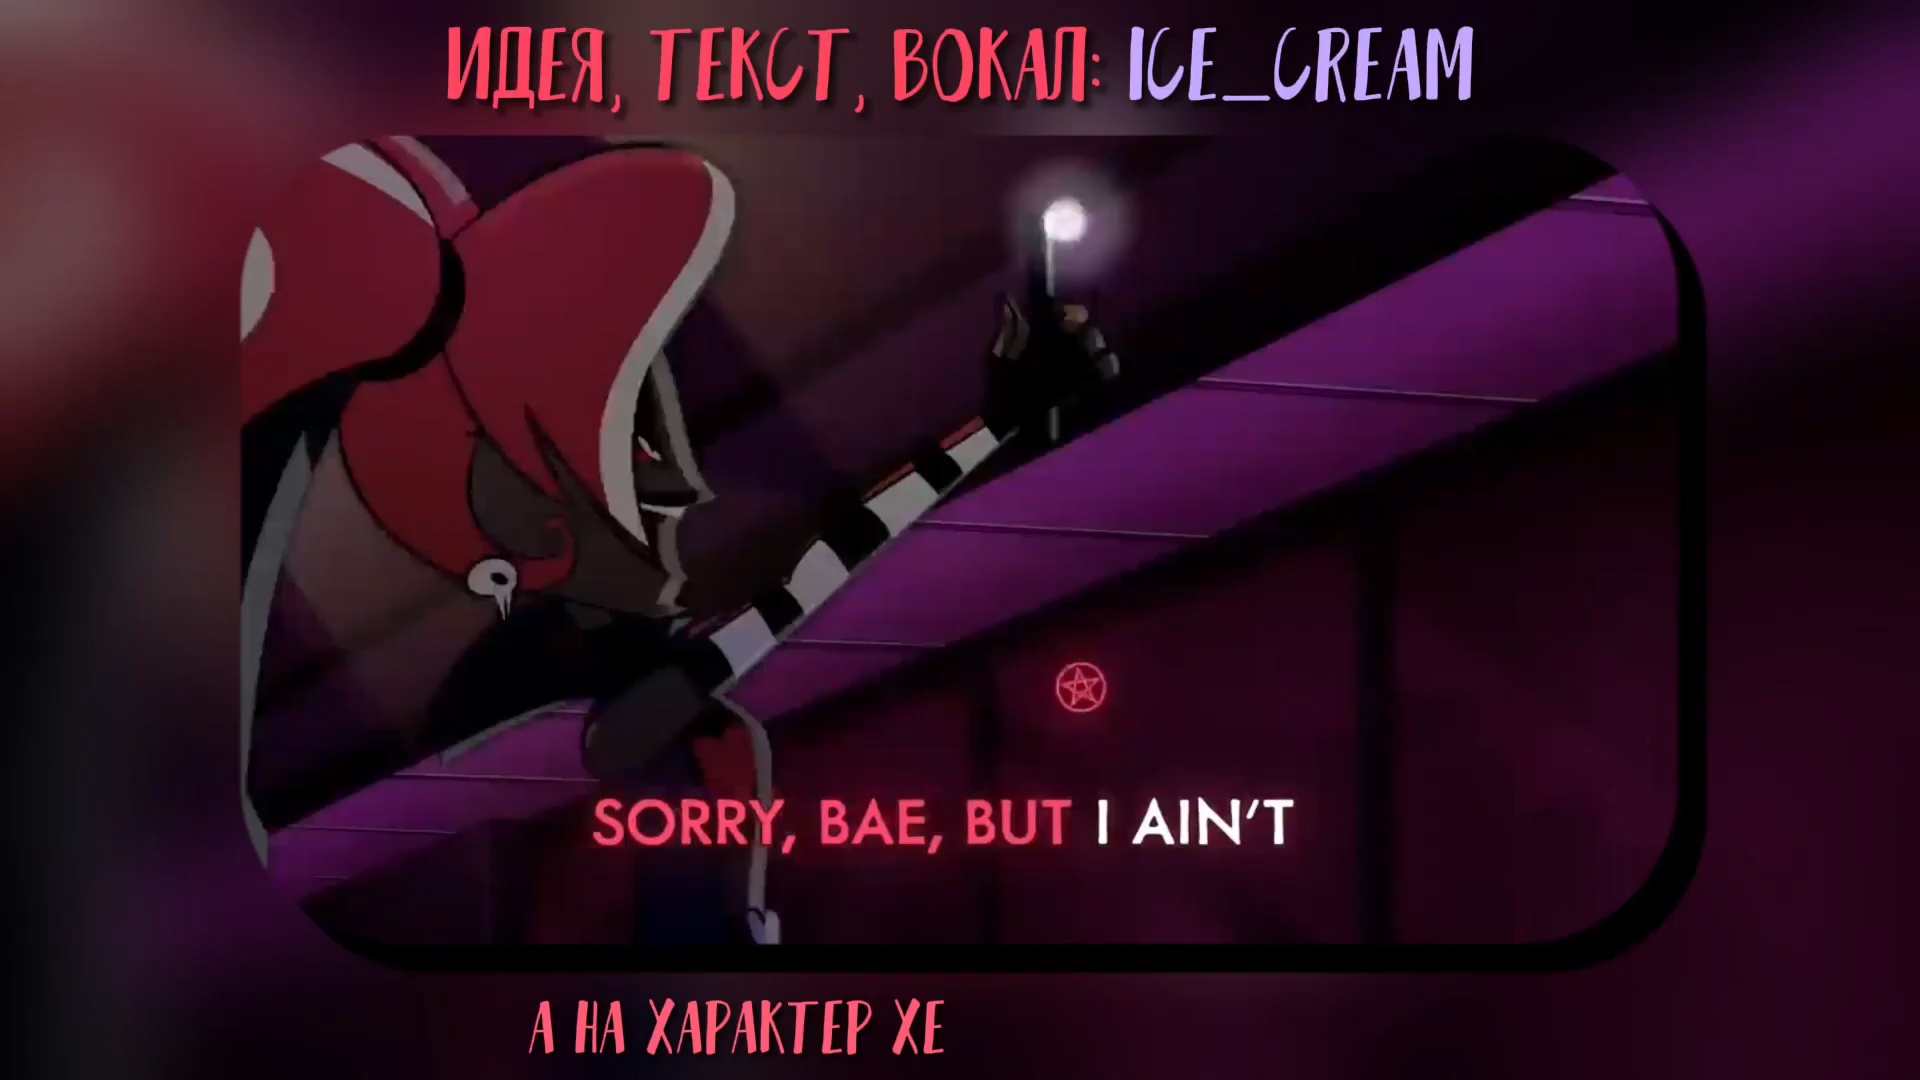 ИДЕЯ, ТЕКСТ, ВОКАЛ: ICE_CREAM
SORRY, BAE, BUT I AIN'T
А НА ХАРАКТЕР ХЕ